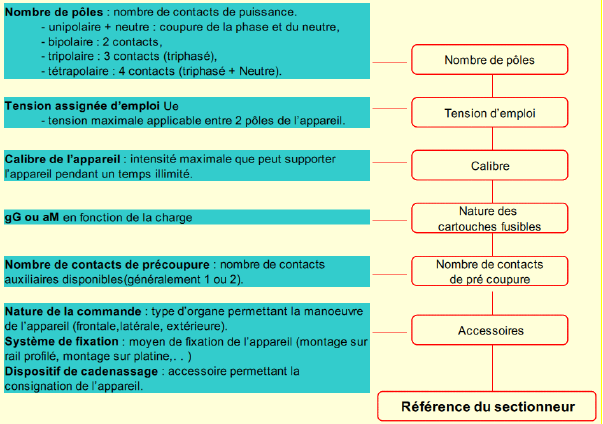 Nombre de pôles : nombre de contacts de puissance.
- unipolaire + neutre : coupure de la phase et du neutre,
- bipolaire : 2 contacts,
- tripolaire : 3 contacts (triphasé),
- tétrapolaire : 4 contacts (triphasé + Neutre).
Nombre de pôles
Tension assignée d'emploi Ue
- tension maximale applicable entre 2 pôles de l'appareil.
Tension d'emploi
Calibre de l'appareil : intensité maximale que peut supporter
l'appareil pendant un temps illimité.
Calibre
gG ou aM en fonction de la charge
Nature des
cartouches fusibles
Nombre de contacts de précoupure : nombre de contacts
auxiliaires disponibles(généralement 1 ou 2).
Nombre de contacts
de pré coupure
Nature de la commande : type d'organe permettant la manoeuvre
de l'appareil (frontale,latérale, extérieure).
Système de fixation : moyen de fixation de l'appareil (montage sur
rail profilé, montage sur platine,. . )
Dispositif de cadenassage : accessoire permettant la
consignation de l'appareil.
Accessoires
Référence du sectionneur